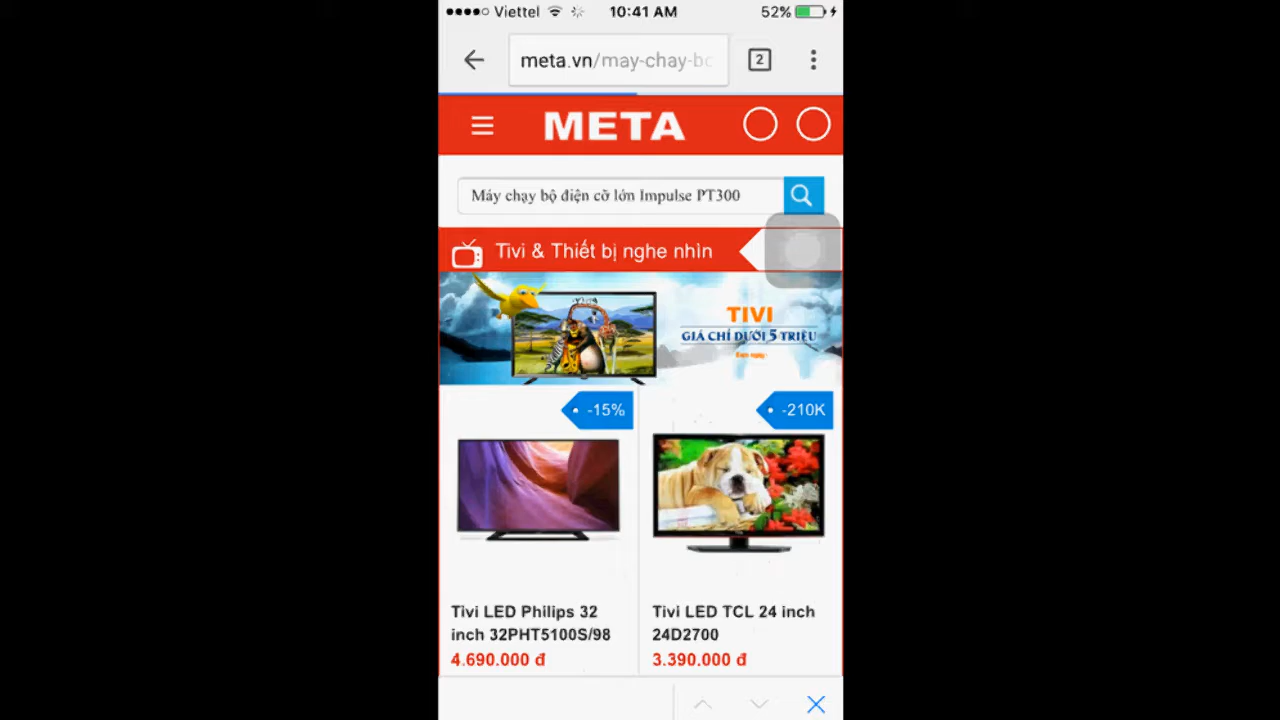 Viettel 10:41 AM 52%
meta.vn/may-chay-bo
2
META
Máy chạy bộ điện cỡ lớn Impulse PT300
Tivi & Thiết bị nghe nhìn
TIVI
GIÁ CHỈ DƯỚI 5 TRIỆU
Xem ngay
-15%
-210K
Tivi LED Philips 32
inch 32PHT5100S/98
4.690.000 đ
Tivi LED TCL 24 inch
24D2700
3.390.000 đ